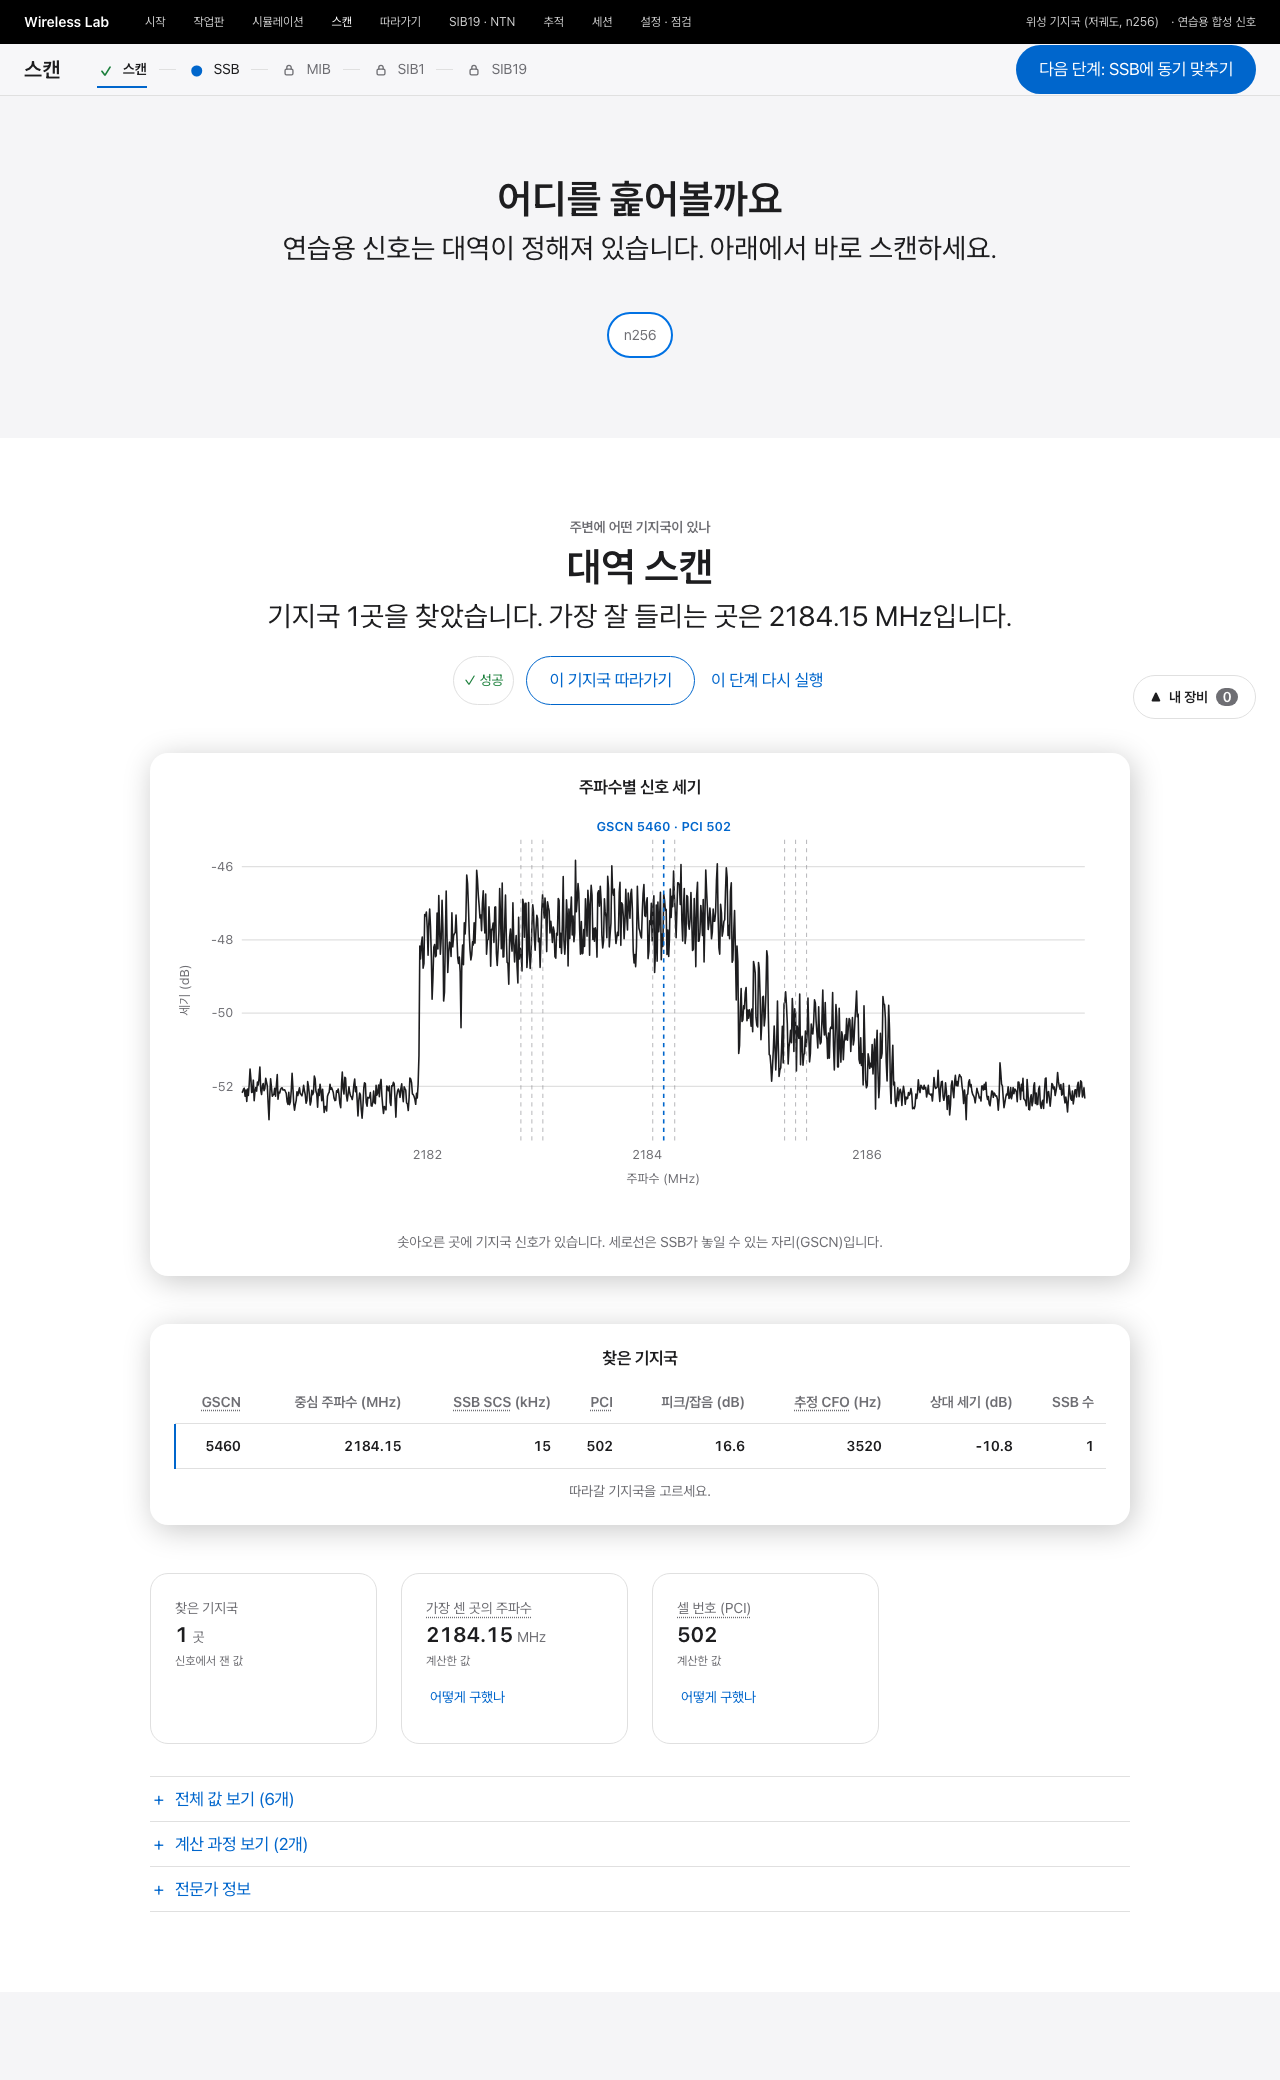 Wireless Lab 시작 작업판 시뮬레이션 스캔 따라가기 SIB19 · NTN 추적 세션 설정 · 점검 위성 기지국 (저궤도, n256) · 연습용 합성 신호
스캔 스캔 SSB MIB SIB1 SIB19 다음 단계: SSB에 동기 맞추기
어디를 훑어볼까요
연습용 신호는 대역이 정해져 있습니다. 아래에서 바로 스캔하세요.
n256
주변에 어떤 기지국이 있나
대역 스캔
기지국 1곳을 찾았습니다. 가장 잘 들리는 곳은 2184.15 MHz입니다.
✓ 성공 이 기지국 따라가기 이 단계 다시 실행
▲ 내 장비 0
주파수별 신호 세기
GSCN 5460 · PCI 502
-46
-48
-50
-52
세기 (dB)
2182 2184 2186
주파수 (MHz)
솟아오른 곳에 기지국 신호가 있습니다. 세로선은 SSB가 놓일 수 있는 자리(GSCN)입니다.
찾은 기지국
GSCN 중심 주파수 (MHz) SSB SCS (kHz) PCI 피크/잡음 (dB) 추정 CFO (Hz) 상대 세기 (dB) SSB 수
5460 2184.15 15 502 16.6 3520 -10.8 1
따라갈 기지국을 고르세요.
찾은 기지국
1 곳
신호에서 잰 값
가장 센 곳의 주파수
2184.15 MHz
계산한 값
어떻게 구했나
셀 번호 (PCI)
502
계산한 값
어떻게 구했나
+ 전체 값 보기 (6개)
+ 계산 과정 보기 (2개)
+ 전문가 정보